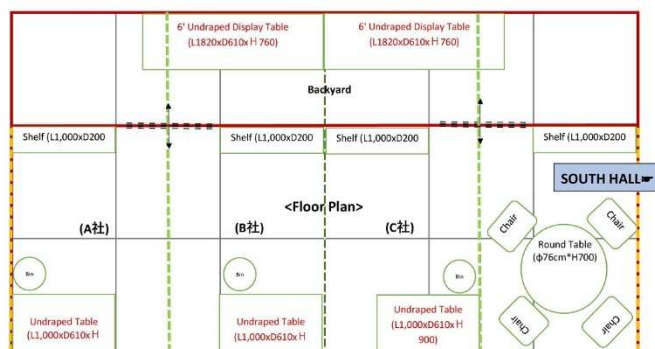 6' Undraped Display Table
(L1820xD610xH 760)
6' Undraped Display Table
(L1820xD610xH 760)
Backyard
Shelf (L1,000xD200
Shelf (L1,000xD200
Shelf (L1,000xD200
Shelf (L1,000xD200
SOUTH HALL☛
<Floor Plan>
(A社)
(B社)
(C社)
Chair
Chair
Round Table
(φ76cm*H700)
Bin
Bin
Bin
Undraped Table
(L1,000xD610xH
Undraped Table
(L1,000xD610xH
Undraped Table
(L1,000xD610xH
900)
Chair
Chair